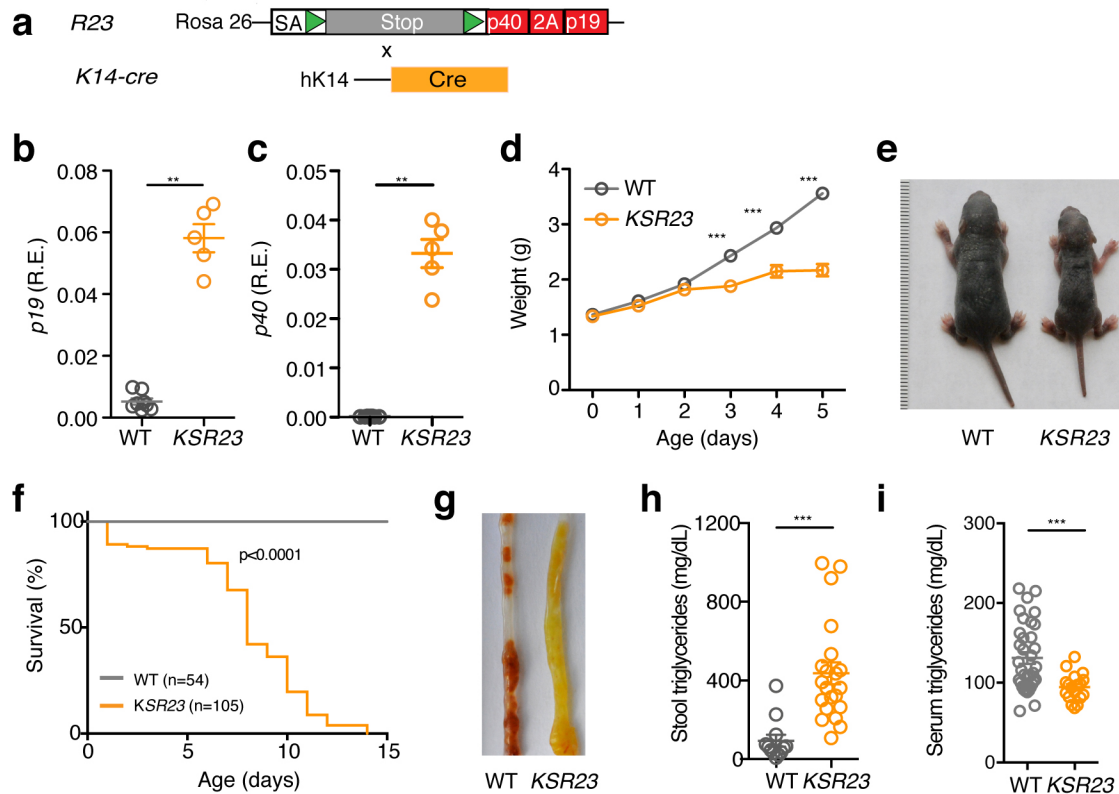 a
R23
Rosa 26
SA
Stop
p40
2A
p19
x
K14-cre
hK14
Cre
b
p19 (R.E.)
0.08
0.06
0.04
0.02
0.00
**
WT
KSR23
c
p40 (R.E.)
0.05
0.04
0.03
0.02
0.01
0.00
**
WT
KSR23
d
Weight (g)
4
3
2
1
0
WT
KSR23
***
***
***
0 1 2 3 4 5
Age (days)
e
WT
KSR23
f
Survival (%)
100
50
0
p<0.0001
WT (n=54)
KSR23 (n=105)
0 5 10 15
Age (days)
g
WT
KSR23
h
Stool triglycerides (mg/dL)
1200
800
400
0
***
WT
KSR23
i
Serum triglycerides (mg/dL)
300
200
100
0
***
WT
KSR23